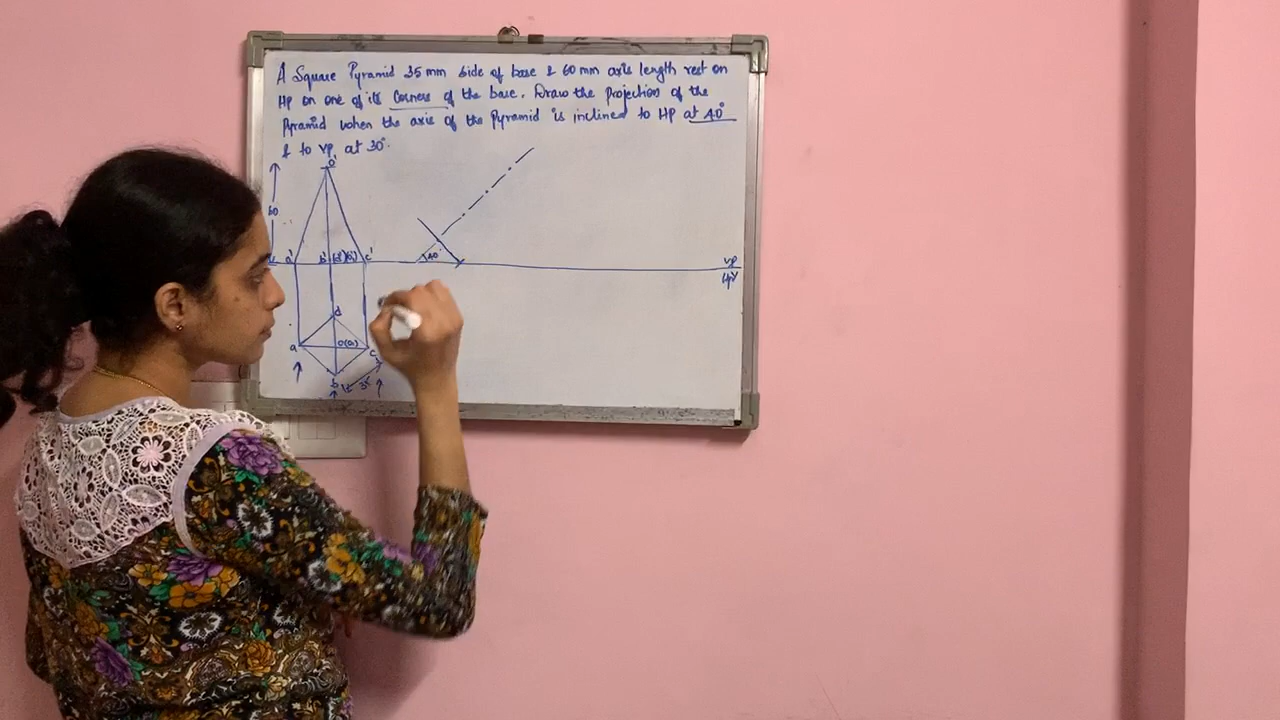 A Square Pyramid 35 mm side of base & 60 mm axis length rest on
HP on one of its corners of the base. Draw the projection of the
Pyramid when the axis of the Pyramid is inclined to HP at 40°
& to VP at 30°.
o'
60
a' b' (d') c'
40°
VP
HP
d
a o c
b 35